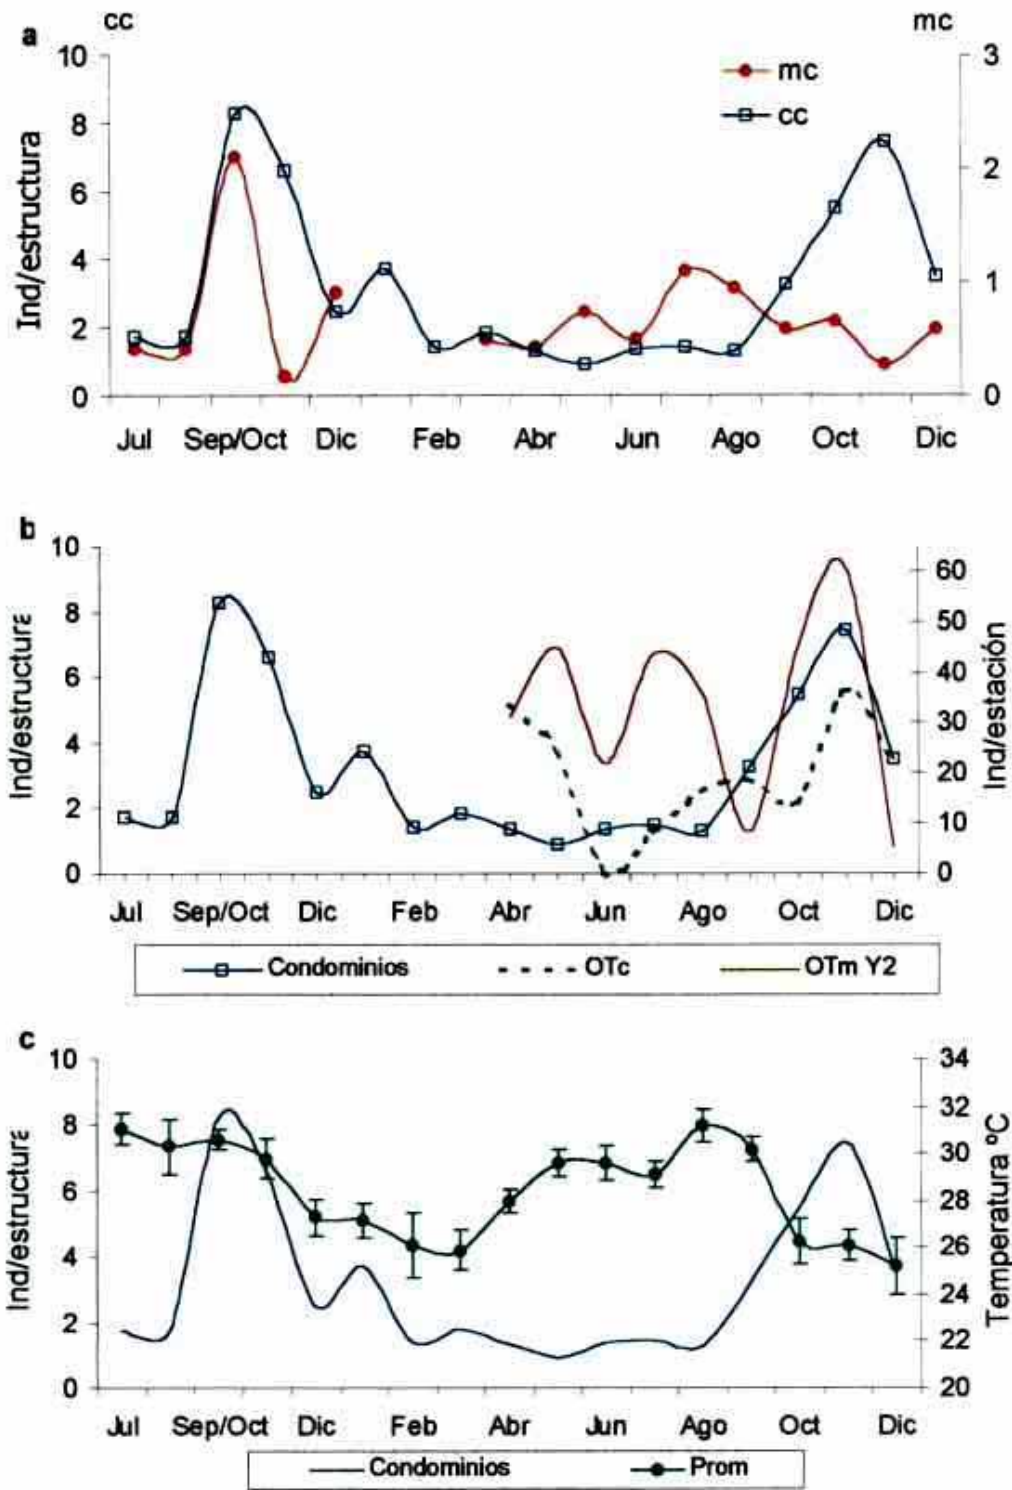 a cc mc
10 3
mc
cc
8
2
6
4
1
2
0 0
Ind/estructura
Jul Sep/Oct Dic Feb Abr Jun Ago Oct Dic
b
10
60
8
50
6
40
30
4
20
2
10
0 0
Ind/estructura
Ind/estación
Jul Sep/Oct Dic Feb Abr Jun Ago Oct Dic
Condominios OTc OTm Y2
c
10 34
32
8
30
6
28
26
4
24
2
22
0 20
Ind/estructura
Temperatura ºC
Jul Sep/Oct Dic Feb Abr Jun Ago Oct Dic
Condominios Prom